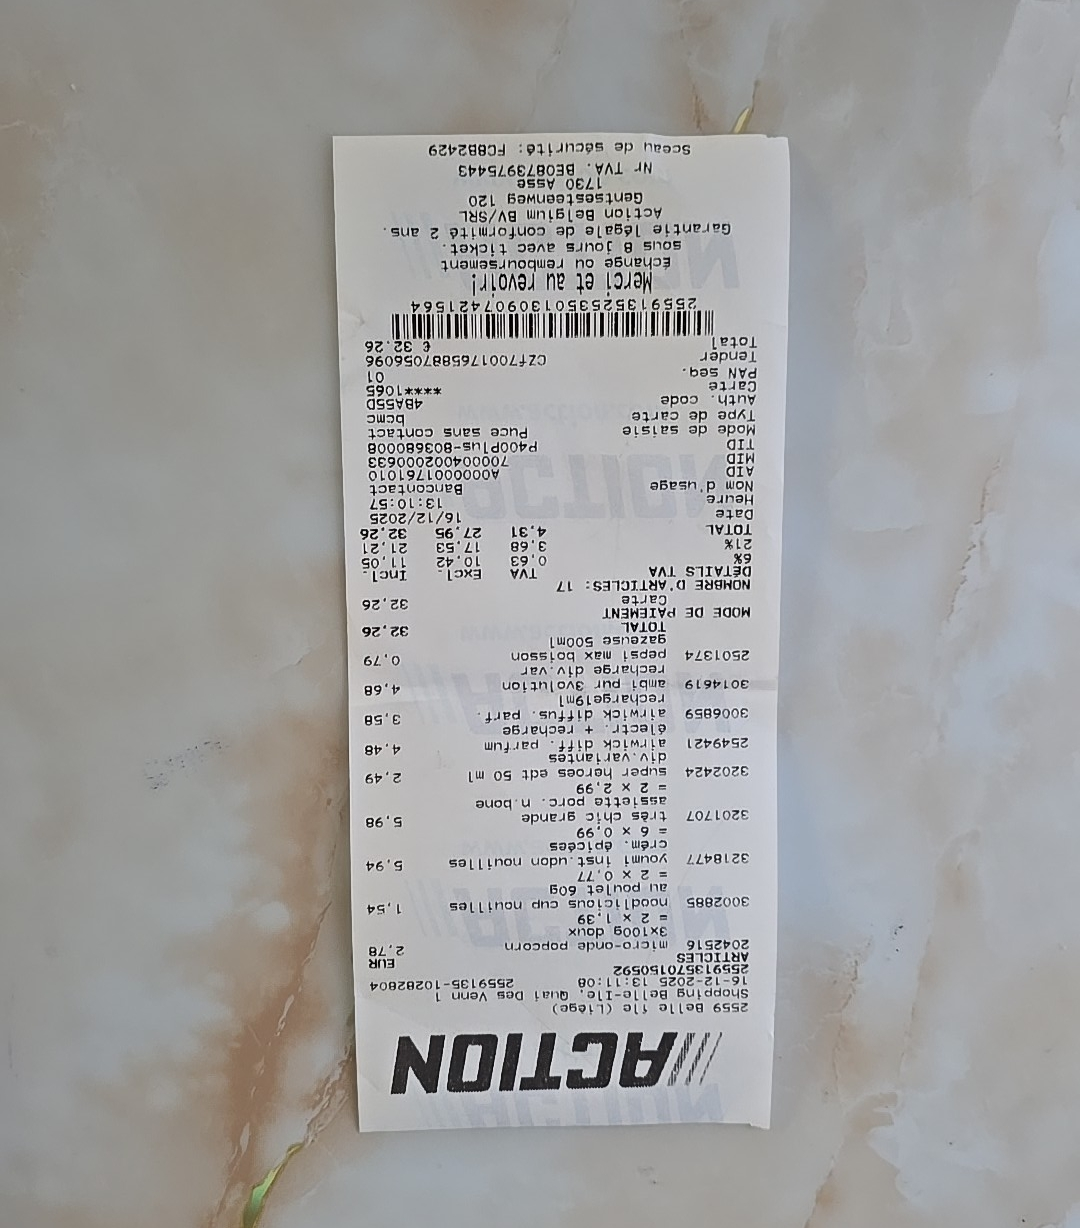 ACTION
2559 Belle île (Liège)
Shopping Belle-Ile, Quai Des Venn 1
16-12-2025 13:11:08 2559135-10282804
255913570150592
ARTICLES EUR
2042516 micro-onde popcorn 2,78
3x100g doux
= 2 x 1,39
3002885 noodlicious cup nouilles 1,54
au poulet 60g
= 2 x 0,77
3218477 youmi inst.udon nouilles 5,94
crém. épicées
= 6 x 0,99
3201707 très chic grande 5,98
assiette porc. n.bone
= 2 x 2,99
3202424 super heroes edt 50 ml 2,49
div.variantes
2549421 airwick diff. parfum 4,48
électr. + recharge
3006859 airwick diffus. parf. 3,58
recharge19ml
3014619 ambi pur 3volution 4,68
recharge div.var
2501374 pepsi max boisson 0,79
gazeuse 500ml
TOTAL 32,26
MODE DE PAIEMENT
Carte 32,26
NOMBRE D'ARTICLES: 17
DÉTAILS TVA TVA Excl. Incl.
6% 0,63 10,42 11,05
21% 3,68 17,53 21,21
TOTAL 4,31 27,95 32,26
Date 16/12/2025
Heure 13:10:57
Nom d'usage Bancontact
AID A0000001761010
MID 700004002000633
TID P400Plus-803680008
Mode de saisie Puce sans contact
Type de carte bcmc
Auth. code 4BA55D
Carte ****1065
PAN seq. 01
Tender CZf7001765887056096
Total € 32.26
255913525350130907421564
Merci et au revoir!
Échange ou remboursement
sous 8 jours avec ticket.
Garantie légale de conformité 2 ans.
Action Belgium BV/SRL
Gentsesteenweg 120
1730 Asse
Nr TVA. BE0873975443
Sceau de sécurité: FC8B2429